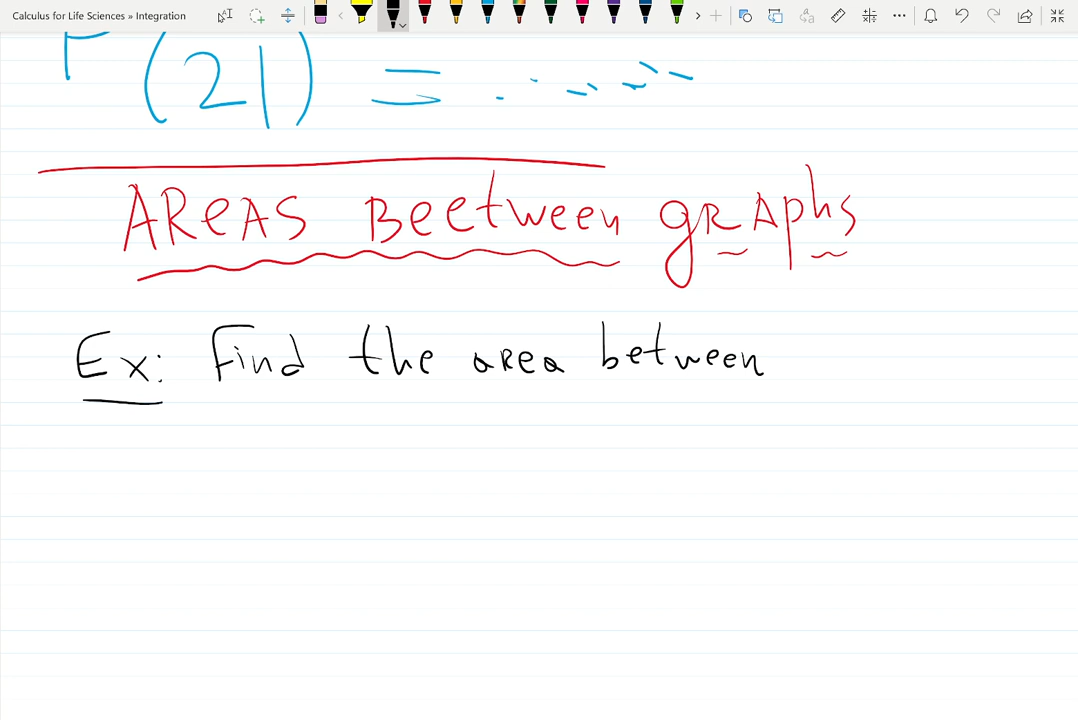 Calculus for Life Sciences » Integration
F(21) = ......
AREAS BEETWEEN GRAPHS
Ex: Find the area between